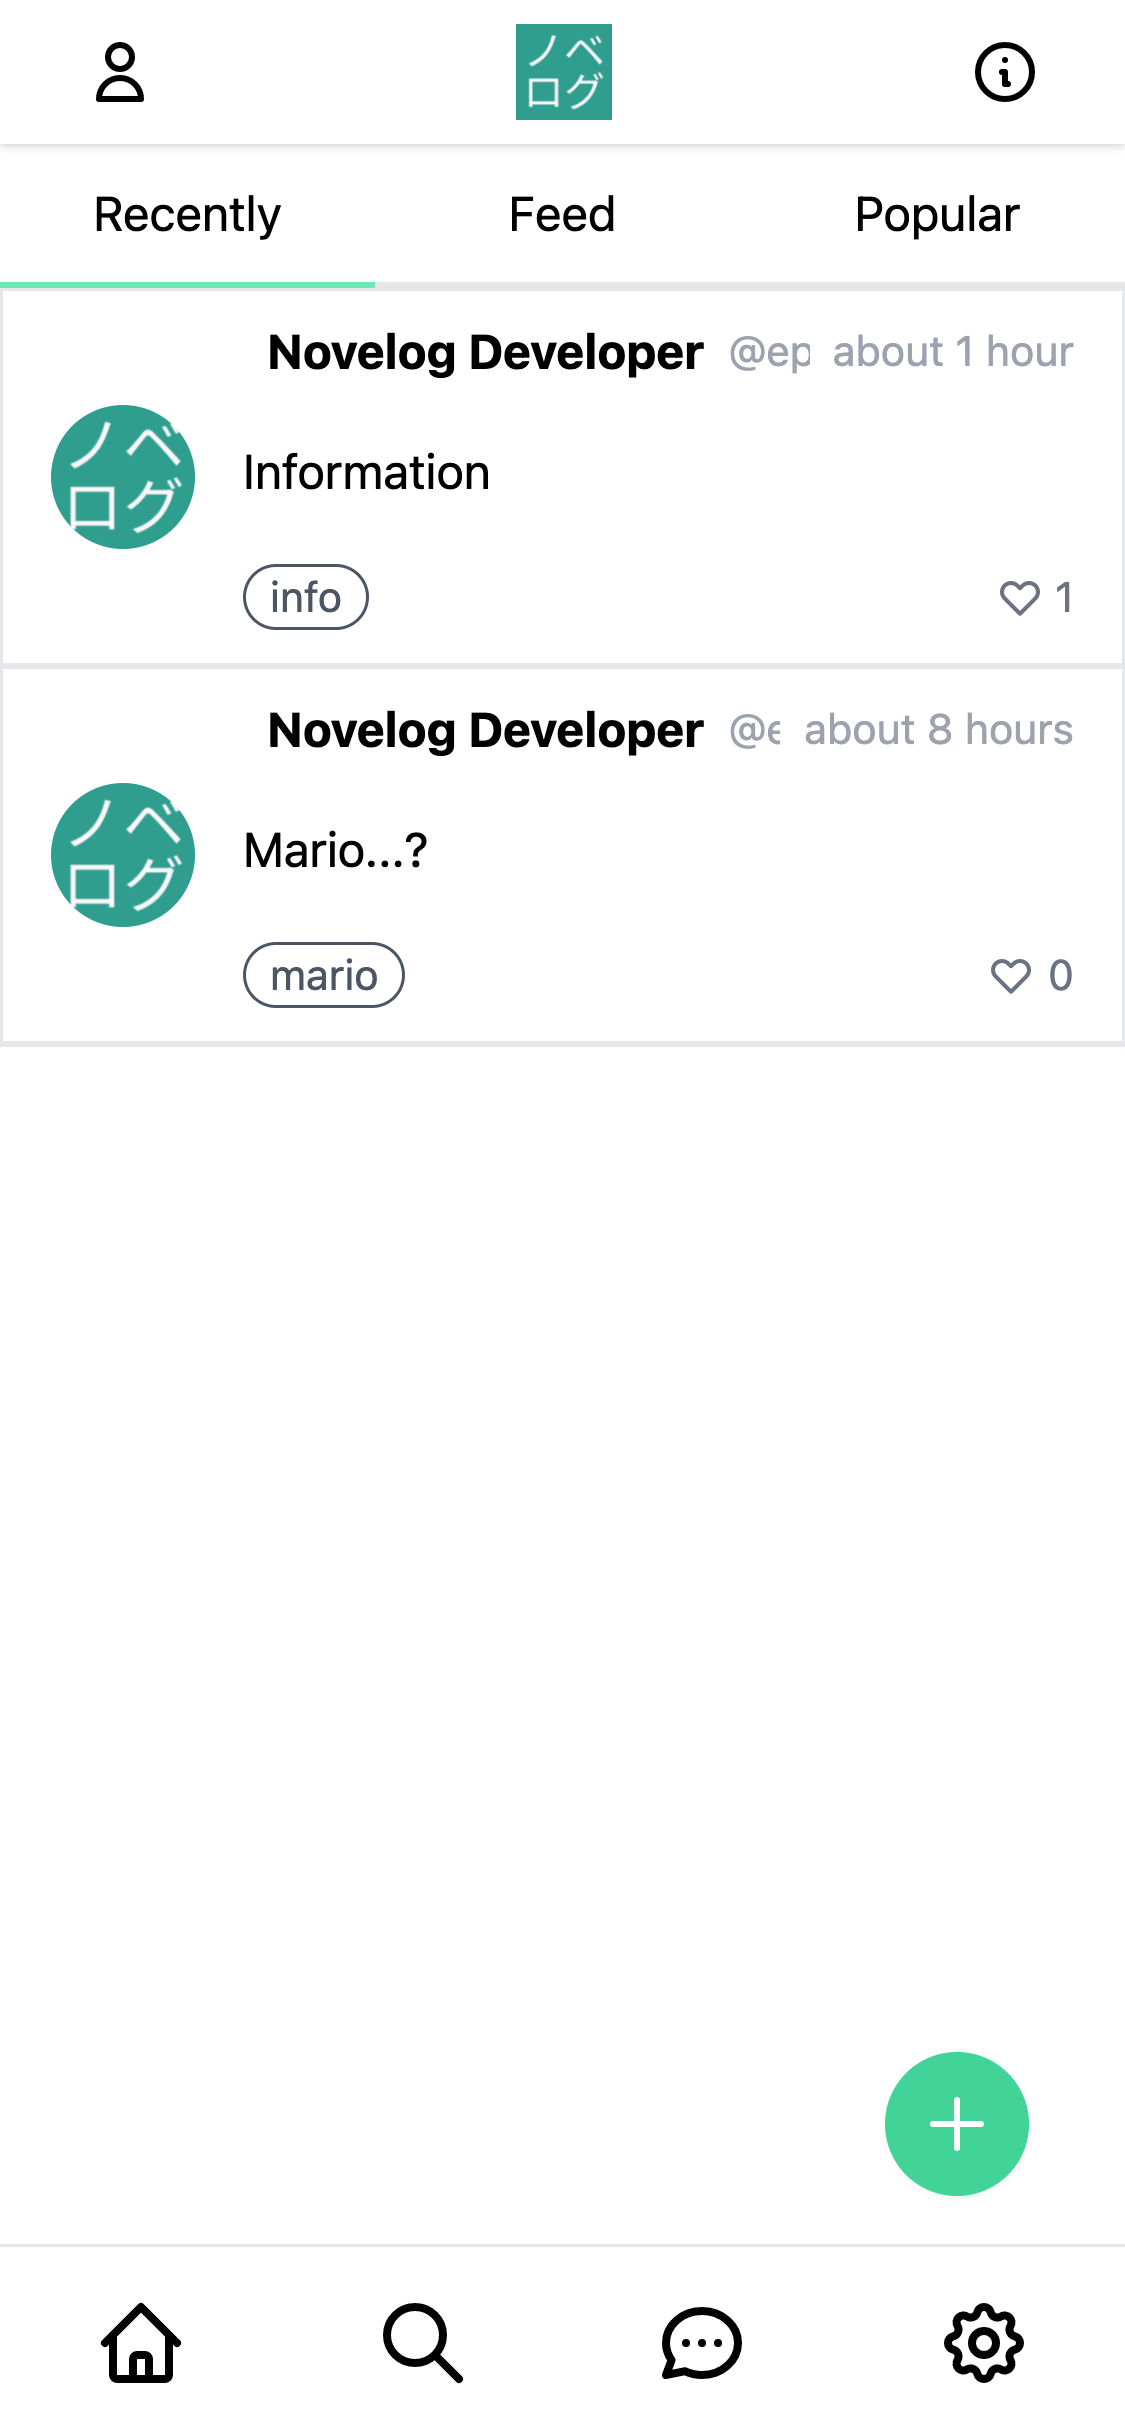 ノベ
ログ
Recently Feed Popular
Novelog Developer @ep about 1 hour
ノベ
ログ
Information
info 1
Novelog Developer @e about 8 hours
ノベ
ログ
Mario...?
mario 0